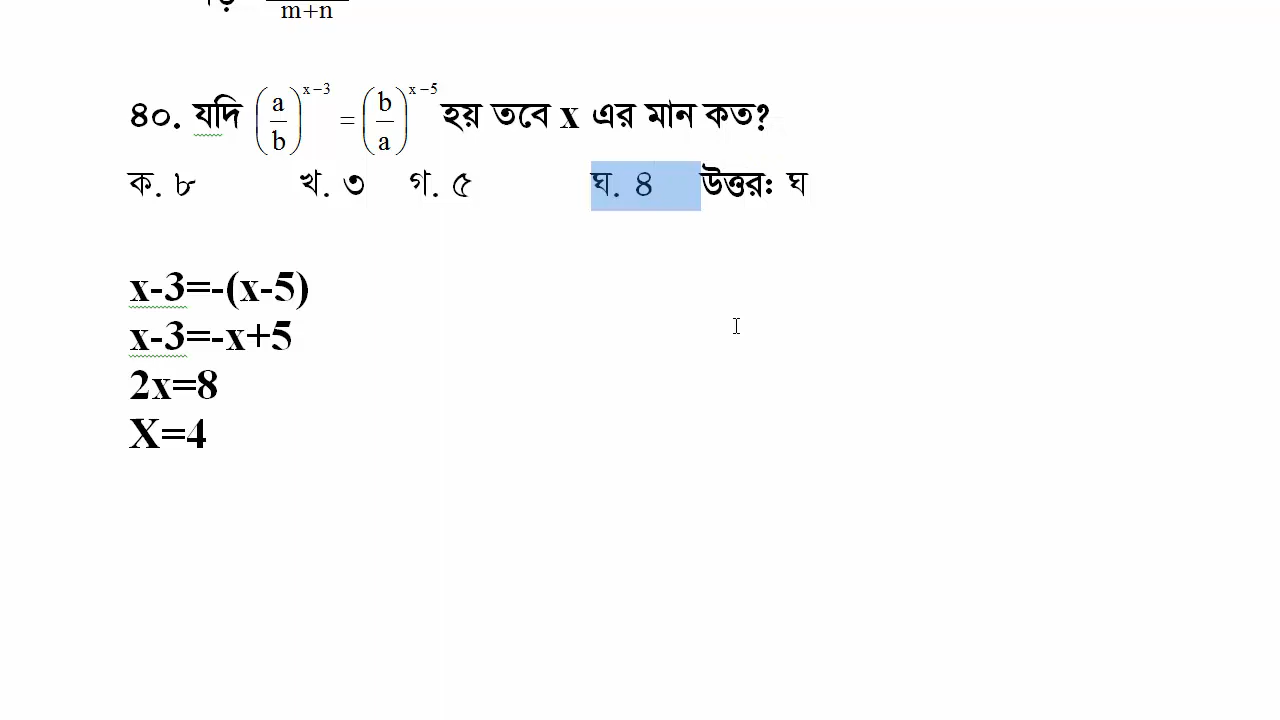 m+n
৪০. যদি (a/b)^(x-3) = (b/a)^(x-5) হয় তবে x এর মান কত?
ক. ৮ খ. ৩ গ. ৫ ঘ. ৪ উত্তর: ঘ
x-3=-(x-5)
x-3=-x+5
2x=8
X=4